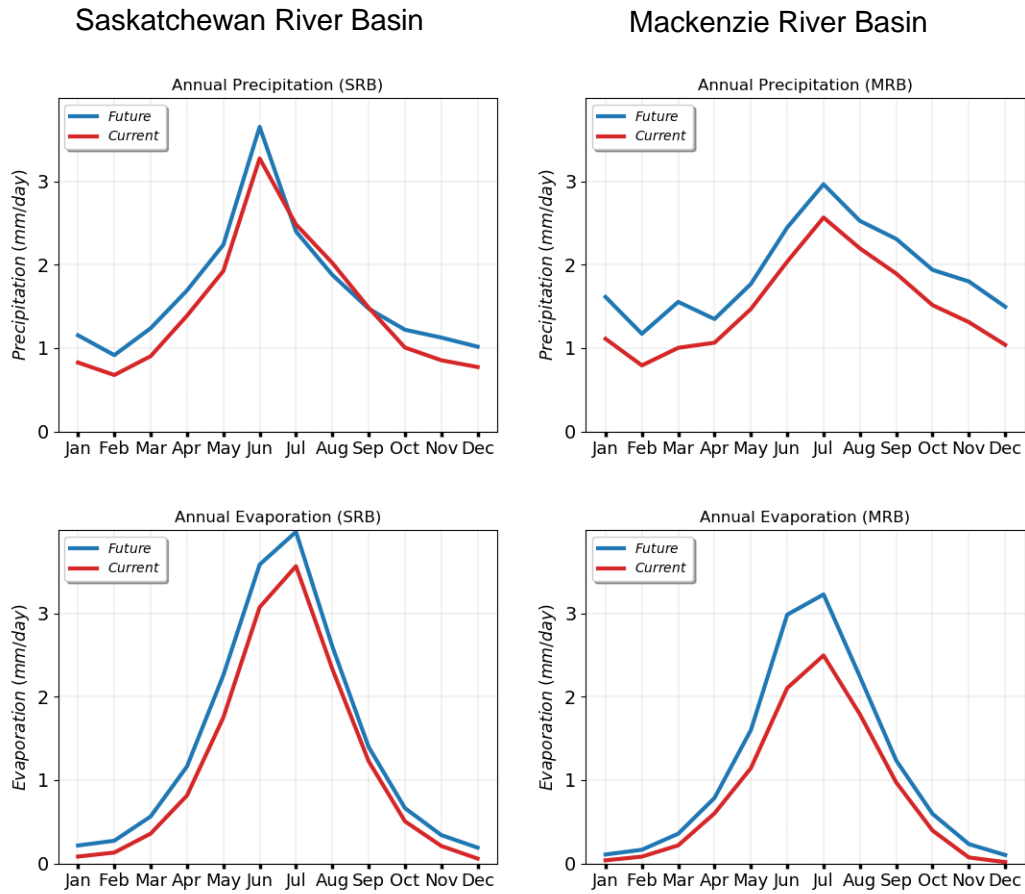 Saskatchewan River Basin
Mackenzie River Basin
Annual Precipitation (SRB)
Future
Current
Precipitation (mm/day)
3
2
1
0
Jan Feb Mar Apr May Jun Jul Aug Sep Oct Nov Dec
Annual Precipitation (MRB)
Future
Current
Precipitation (mm/day)
3
2
1
0
Jan Feb Mar Apr May Jun Jul Aug Sep Oct Nov Dec
Annual Evaporation (SRB)
Future
Current
Evaporation (mm/day)
3
2
1
0
Jan Feb Mar Apr May Jun Jul Aug Sep Oct Nov Dec
Annual Evaporation (MRB)
Future
Current
Evaporation (mm/day)
3
2
1
0
Jan Feb Mar Apr May Jun Jul Aug Sep Oct Nov Dec